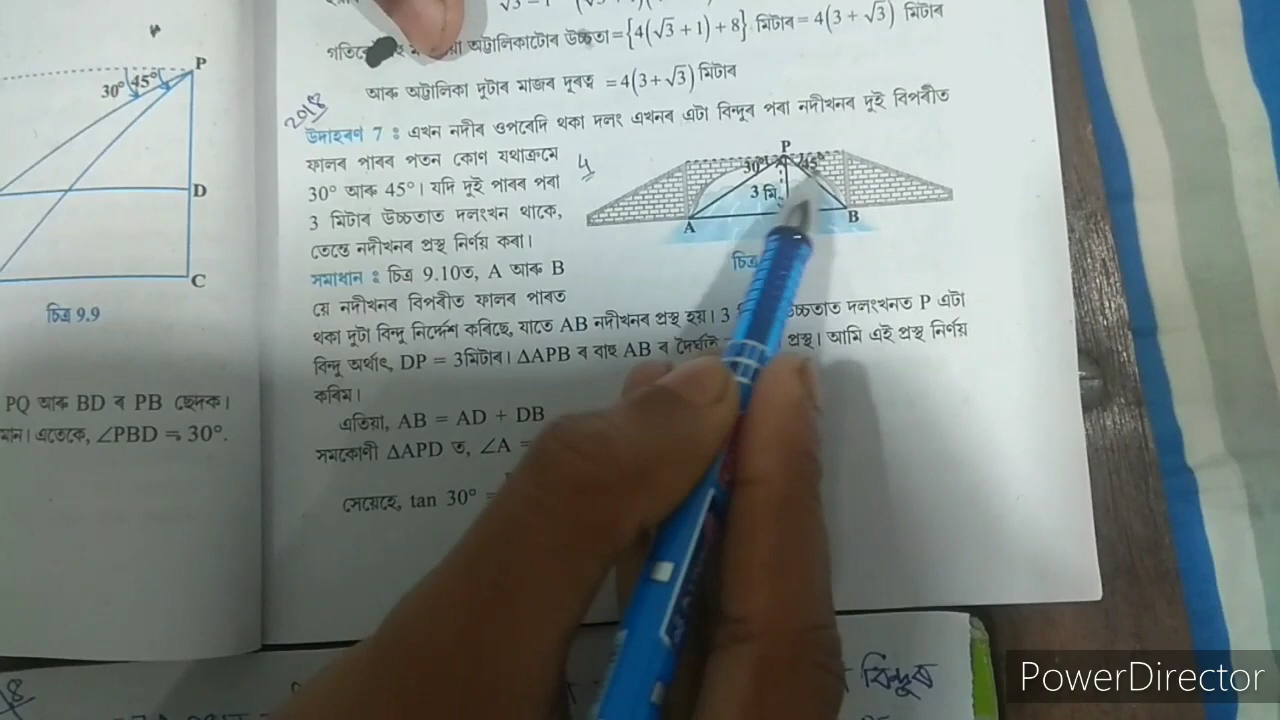 30°
45°
P
D
C
চিত্ৰ 9.9
PQ আৰু BD ৰ PB ছেদক।
এতেকে, ∠PBD = 30°.
অট্টালিকাটোৰ উচ্চতা = {4(√3 + 1) + 8} মিটাৰ = 4(3 + √3) মিটাৰ
আৰু অট্টালিকা দুটাৰ মাজৰ দূৰত্ব = 4(3 + √3) মিটাৰ
2018
উদাহৰণ 7 : এখন নদীৰ ওপৰেদি থকা দলং এখনৰ এটা বিন্দুৰ পৰা নদীখনৰ দুই বিপৰীত
ফালৰ পাৰৰ পতন কোণ যথাক্ৰমে
30° আৰু 45°। যদি দুই পাৰৰ পৰা
3 মিটাৰ উচ্চতাত দলংখন থাকে,
তেন্তে নদীখনৰ প্ৰস্থ নিৰ্ণয় কৰা।
4
P
30°
45°
3 মি.
A
B
সমাধান : চিত্ৰ 9.10ত, A আৰু B
য়ে নদীখনৰ বিপৰীত ফালৰ পাৰত
থকা দুটা বিন্দু নিৰ্দেশ কৰিছে, যাতে AB নদীখনৰ প্ৰস্থ হয়। 3 উচ্চতাত দলংখনত P এটা
বিন্দু অৰ্থাৎ, DP = 3মিটাৰ। ΔAPB ৰ বাহু AB ৰ দৈৰ্ঘ্যই প্ৰস্থ। আমি এই প্ৰস্থ নিৰ্ণয়
কৰিম।
এতিয়া, AB = AD + DB
সমকোণী ΔAPD ত, ∠A =
সেয়েহে, tan 30° =
বিন্দুৰ
PowerDirector